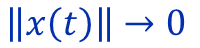 ‖x(t)‖ → 0